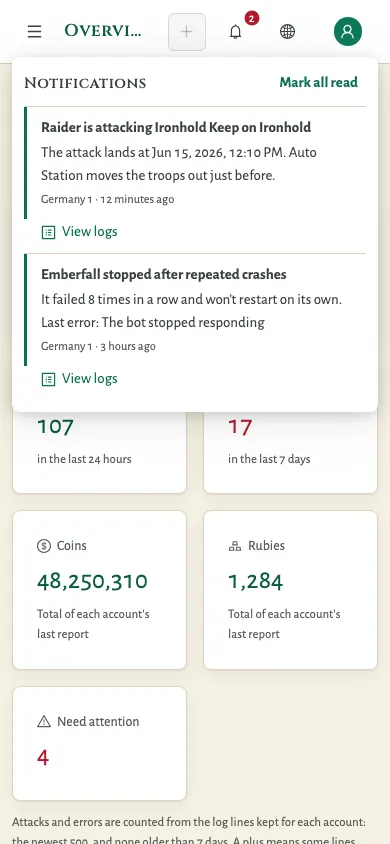 Overvi...
2
Notifications
Mark all read
Raider is attacking Ironhold Keep on Ironhold
The attack lands at Jun 15, 2026, 12:10 PM. Auto
Station moves the troops out just before.
Germany 1 · 12 minutes ago
View logs
Emberfall stopped after repeated crashes
It failed 8 times in a row and won't restart on its own.
Last error: The bot stopped responding
Germany 1 · 3 hours ago
View logs
107
in the last 24 hours
17
in the last 7 days
Coins
48,250,310
Total of each account's
last report
Rubies
1,284
Total of each account's
last report
Need attention
4
Attacks and errors are counted from the log lines kept for each account:
the newest 500, and none older than 7 days. A plus means some lines